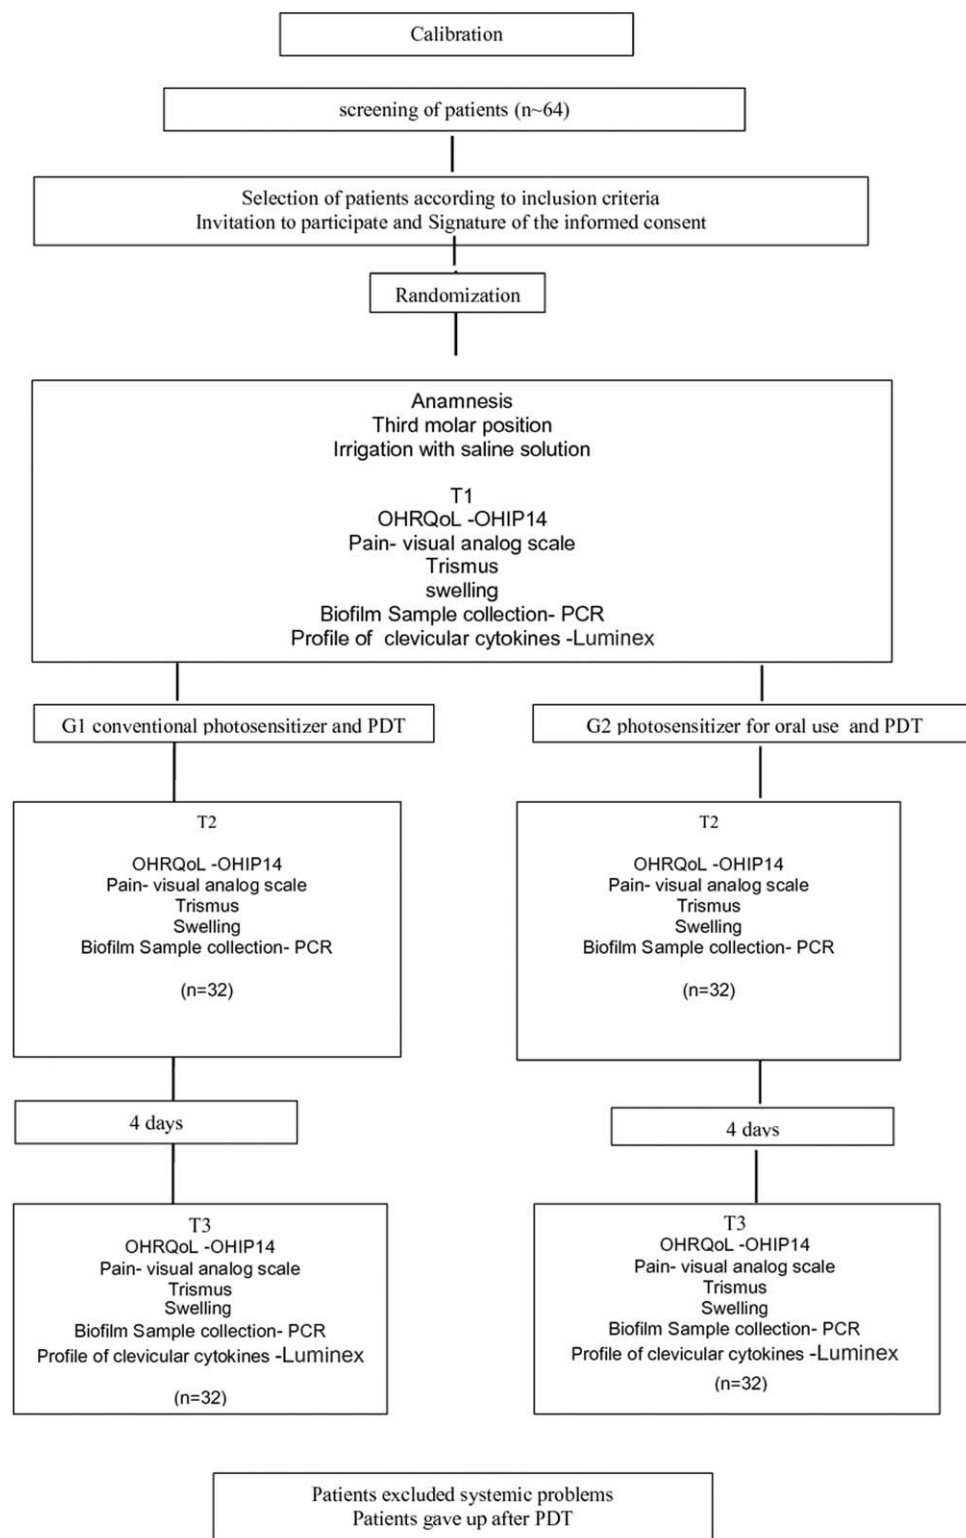 Calibration
screening of patients (n~64)
Selection of patients according to inclusion criteria
Invitation to participate and Signature of the informed consent
Randomization
Anamnesis
Third molar position
Irrigation with saline solution
T1
OHRQoL -OHIP14
Pain- visual analog scale
Trismus
swelling
Biofilm Sample collection- PCR
Profile of clevicular cytokines -Luminex
G1 conventional photosensitizer and PDT
G2 photosensitizer for oral use and PDT
T2
OHRQoL -OHIP14
Pain- visual analog scale
Trismus
Swelling
Biofilm Sample collection- PCR
(n=32)
T2
OHRQoL -OHIP14
Pain- visual analog scale
Trismus
Swelling
Biofilm Sample collection- PCR
(n=32)
4 days
4 days
T3
OHRQoL -OHIP14
Pain- visual analog scale
Trismus
Swelling
Biofilm Sample collection- PCR
Profile of clevicular cytokines -Luminex
(n=32)
T3
OHRQoL -OHIP14
Pain- visual analog scale
Trismus
Swelling
Biofilm Sample collection- PCR
Profile of clevicular cytokines -Luminex
(n=32)
Patients excluded systemic problems
Patients gave up after PDT